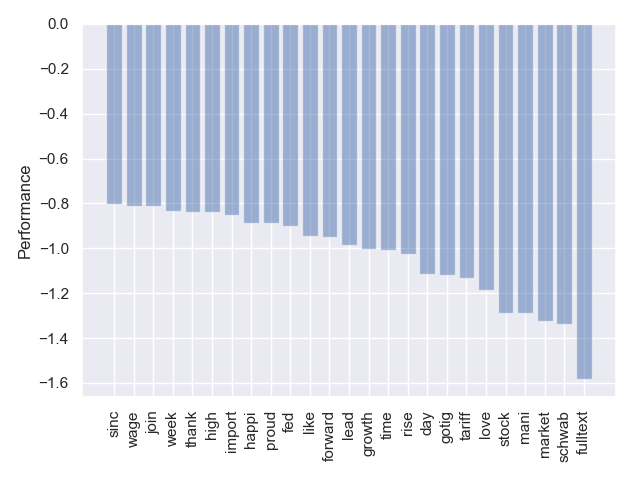 0.0
−0.2
−0.4
−0.6
−0.8
−1.0
−1.2
−1.4
−1.6
Performance
sinc
wage
join
week
thank
high
import
happi
proud
fed
like
forward
lead
growth
time
rise
day
gotig
tariff
love
stock
mani
market
schwab
fulltext